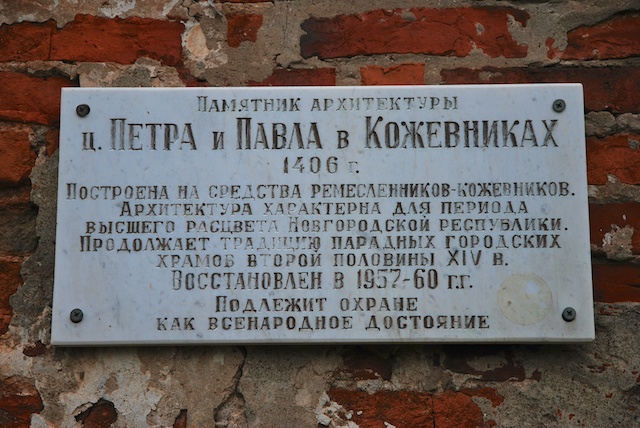 Памятник архитектуры
ц. Петра и Павла в Кожевниках
1406 г.
Построена на средства ремесленников-кожевников.
Архитектура характерна для периода
высшего расцвета Новгородской республики.
Продолжает традицию парадных городских
храмов второй половины XIV в.
Восстановлен в 1957-60 г.г.
Подлежит охране
как всенародное достояние